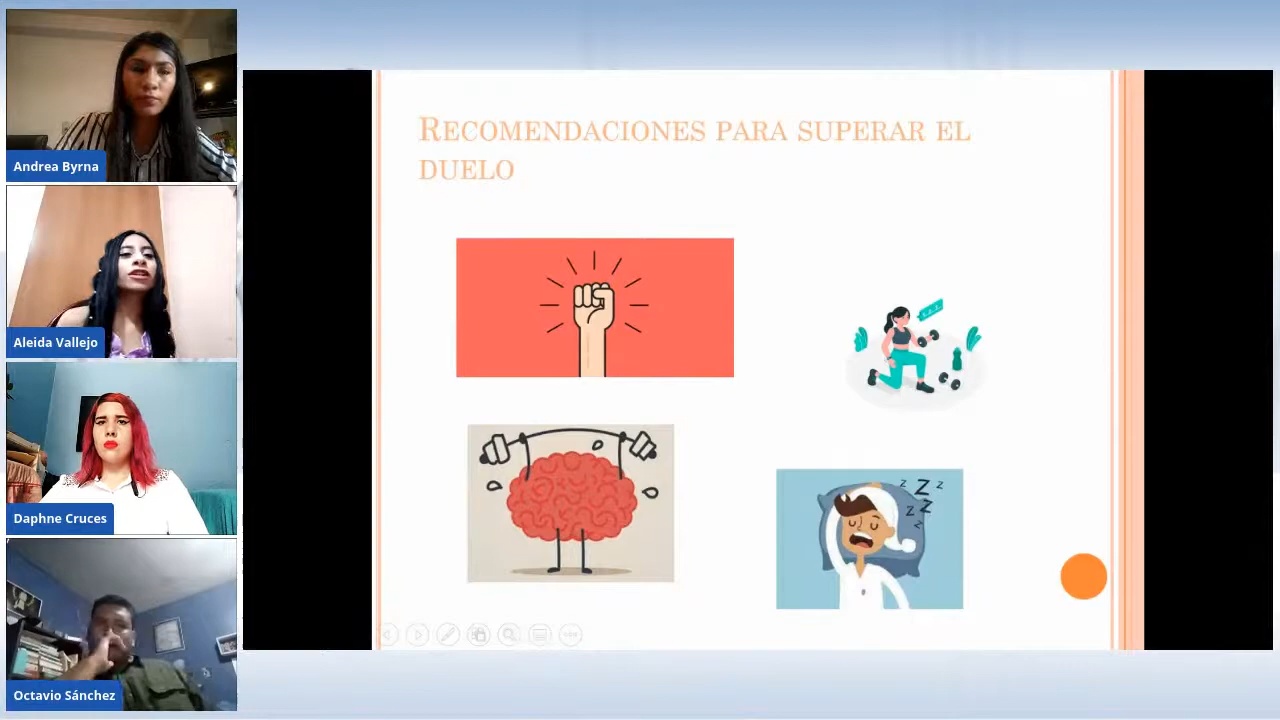 Andrea Byrna
Aleida Vallejo
Daphne Cruces
Octavio Sánchez
RECOMENDACIONES PARA SUPERAR EL
DUELO
z Z z
z Z
z